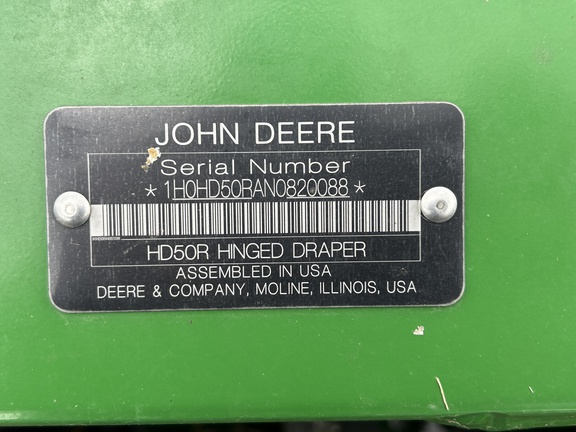 JOHN DEERE
Serial Number
*1H0HD50RAN0820088*
HD50R HINGED DRAPER
ASSEMBLED IN USA
DEERE & COMPANY, MOLINE, ILLINOIS, USA